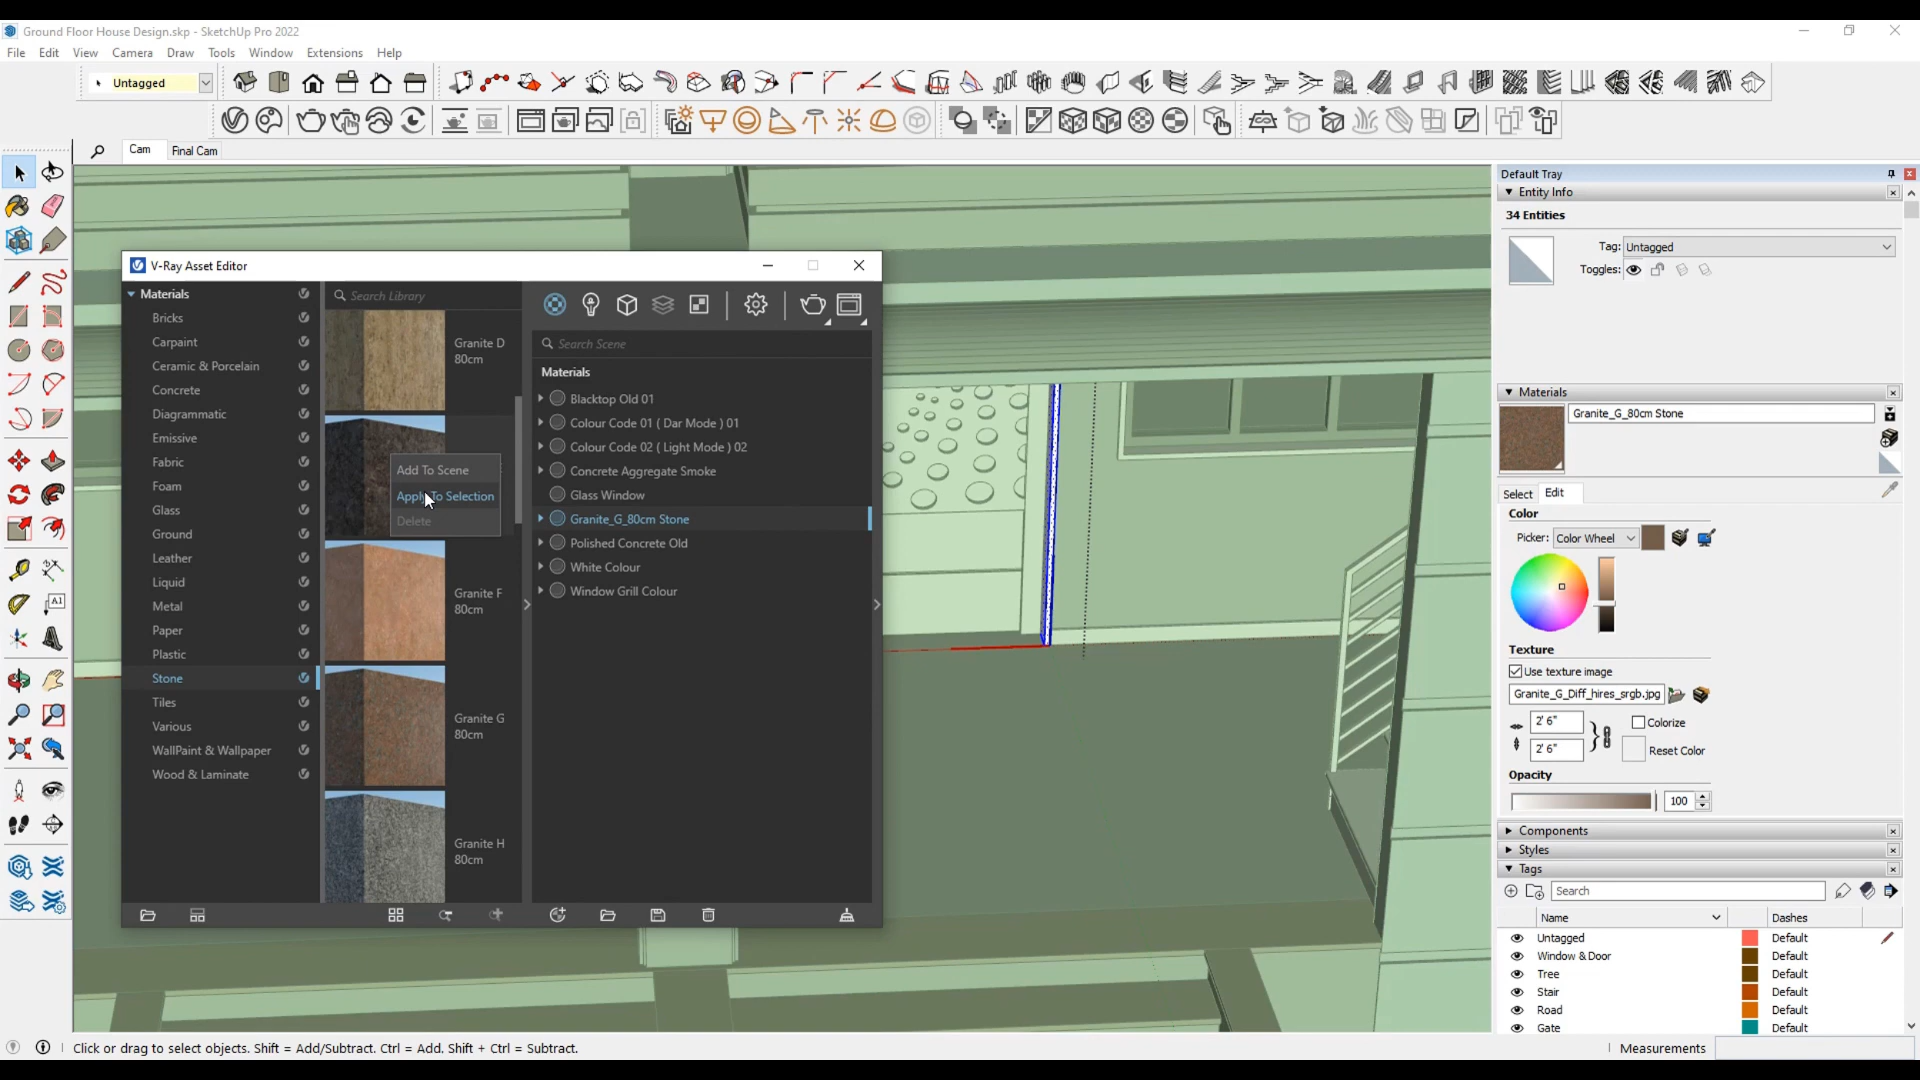 Ground Floor House Design.skp - SketchUp Pro 2022
File Edit View Camera Draw Tools Window Extensions Help
Untagged
Cam Final Cam
Default Tray
Entity Info
34 Entities
Tag: Untagged
Toggles:
Materials
Granite_G_80cm Stone
Select Edit
Color
Picker: Color Wheel
Texture
Use texture image
Granite_G_Diff_hires_srgb.jpg
2' 6"
Colorize
2' 6"
Reset Color
Opacity
100
Components
Styles
Tags
Search
Name Dashes
Untagged Default
Window & Door Default
Tree Default
Stair Default
Road Default
Gate Default
V-Ray Asset Editor
Materials
Bricks
Carpaint
Ceramic & Porcelain
Concrete
Diagrammatic
Emissive
Fabric
Foam
Glass
Ground
Leather
Liquid
Metal
Paper
Plastic
Stone
Tiles
Various
WallPaint & Wallpaper
Wood & Laminate
Search Library
Granite D
80cm
Add To Scene
Apply To Selection
Delete
Granite F
80cm
Granite G
80cm
Granite H
80cm
Search Scene
Materials
Blacktop Old 01
Colour Code 01 ( Dar Mode ) 01
Colour Code 02 ( Light Mode ) 02
Concrete Aggregate Smoke
Glass Window
Granite_G_80cm Stone
Polished Concrete Old
White Colour
Window Grill Colour
A1
Click or drag to select objects. Shift = Add/Subtract. Ctrl = Add. Shift + Ctrl = Subtract.
Measurements